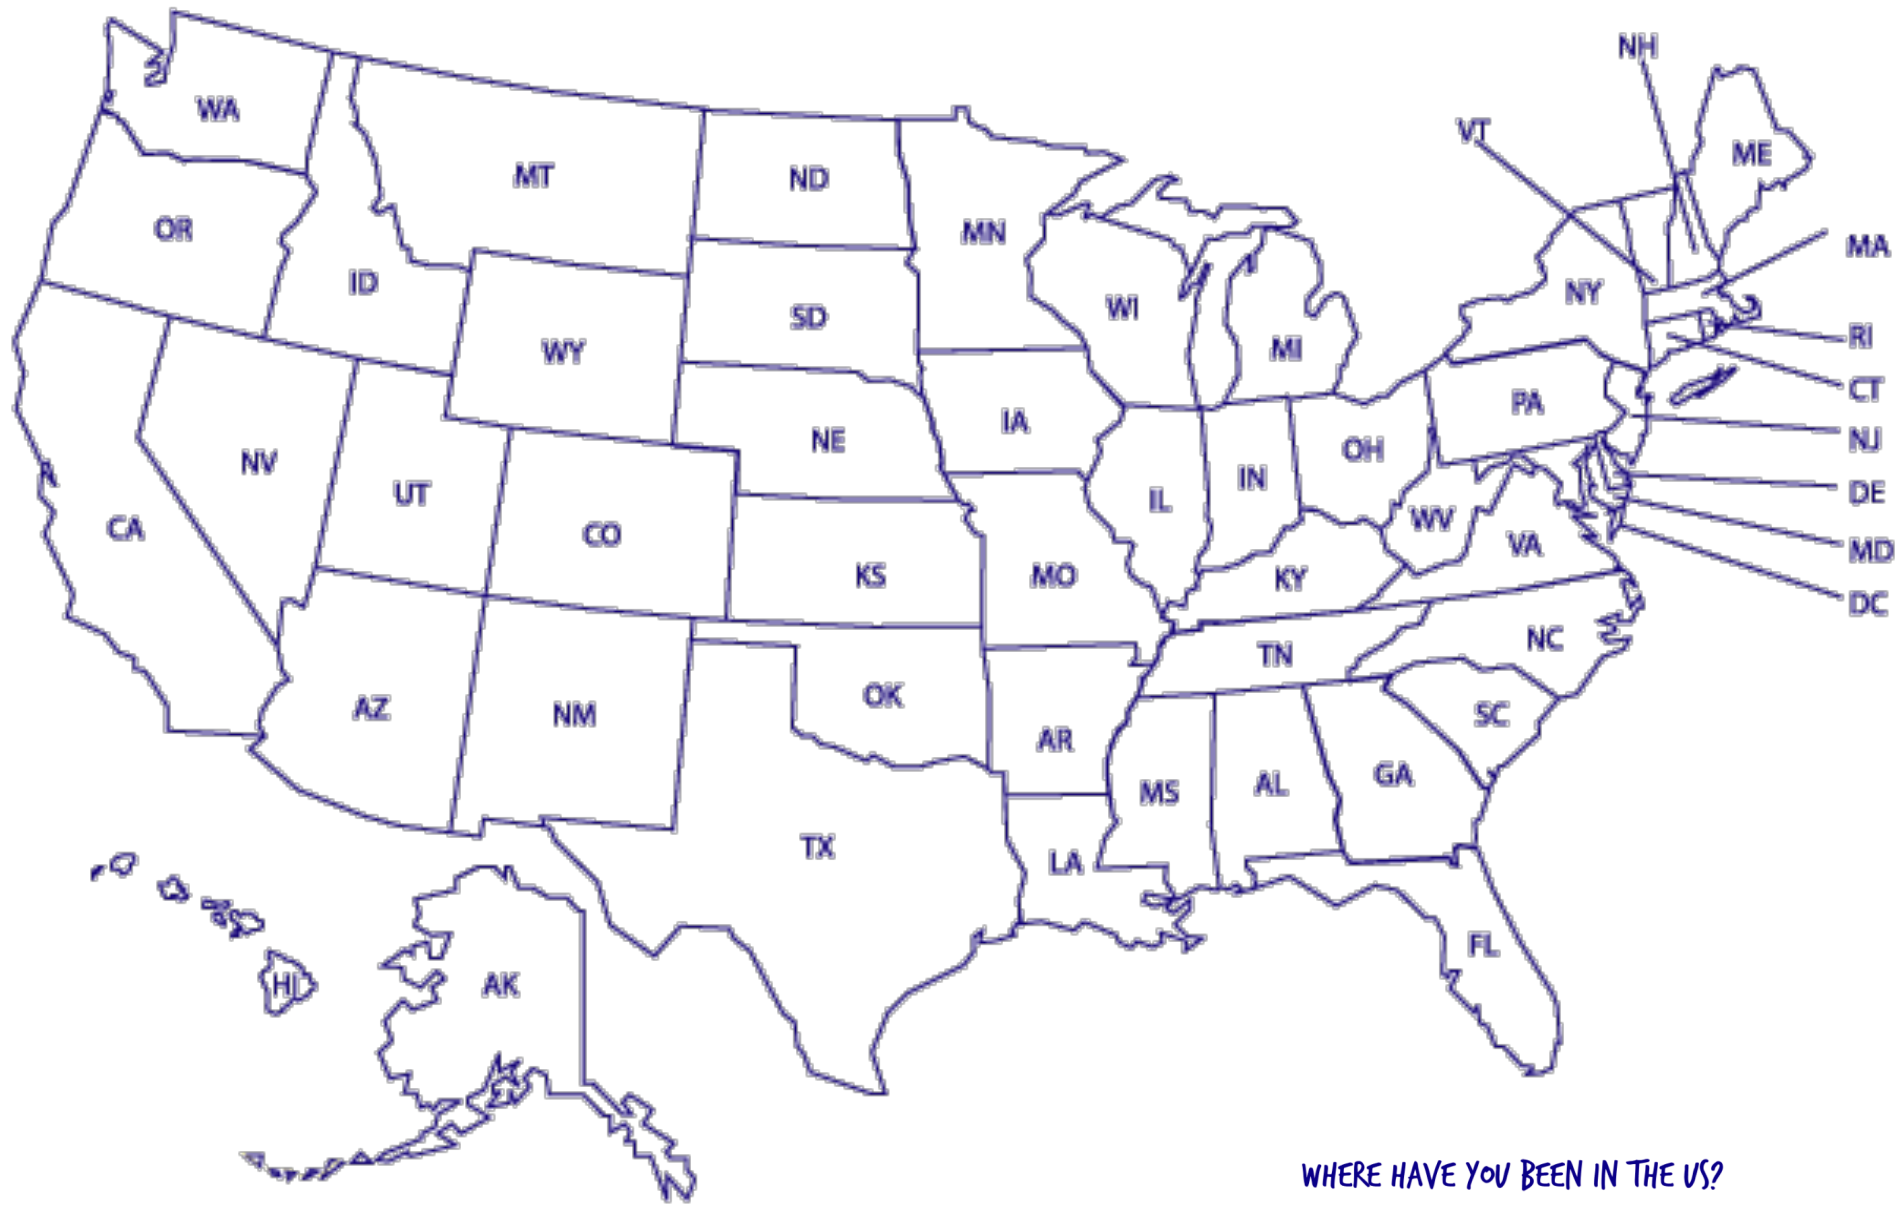 NH
WA
VT
ME
MT
ND
OR
MN
MA
ID
NY
WI
SD
RI
MI
WY
CT
PA
IA
NE
NJ
OH
NV
IN
UT
DE
IL
WV
CA
CO
VA
MD
KS
MO
KY
DC
NC
TN
OK
AZ
NM
SC
AR
GA
AL
MS
TX
LA
FL
HI
AK
WHERE HAVE YOU BEEN IN THE US?